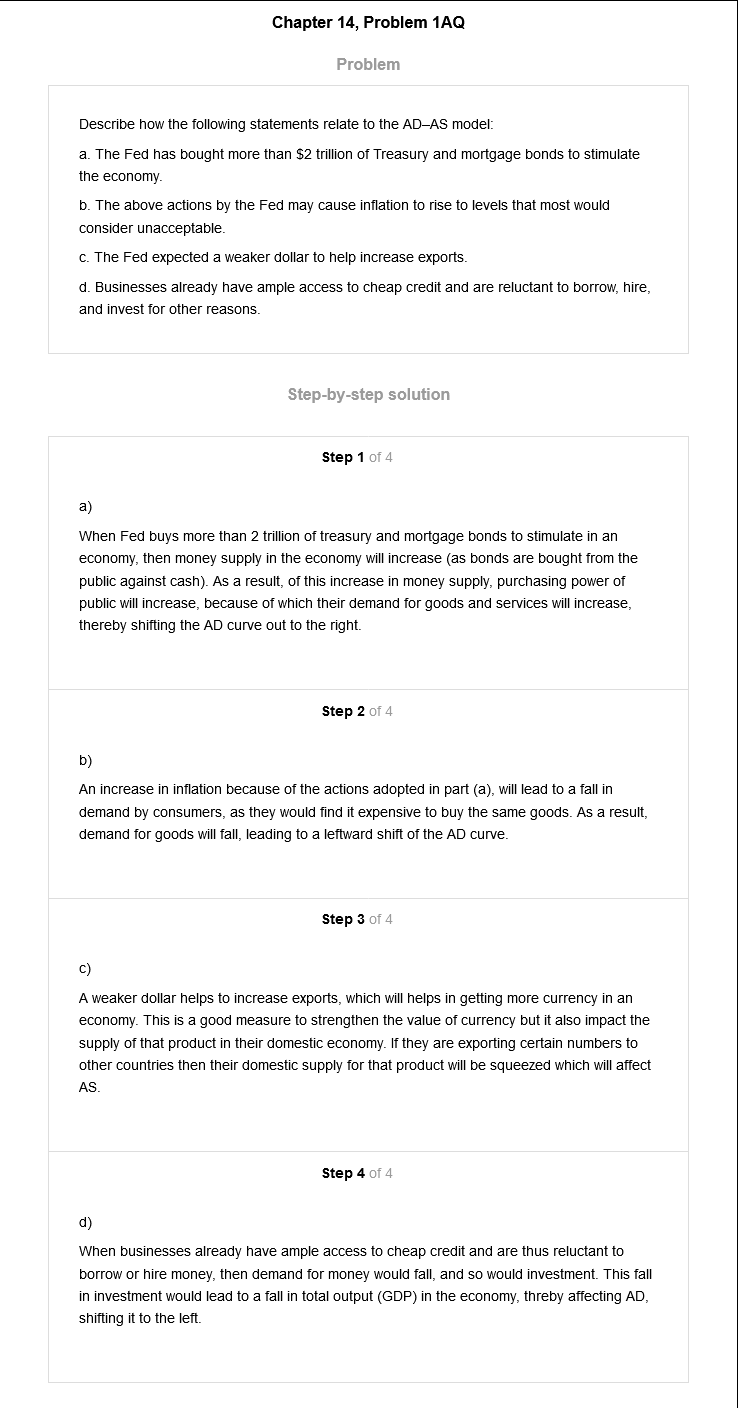 Chapter 14, Problem 1AQ
Problem
Describe how the following statements relate to the AD–AS model:
a. The Fed has bought more than $2 trillion of Treasury and mortgage bonds to stimulate
the economy.
b. The above actions by the Fed may cause inflation to rise to levels that most would
consider unacceptable.
c. The Fed expected a weaker dollar to help increase exports.
d. Businesses already have ample access to cheap credit and are reluctant to borrow, hire,
and invest for other reasons.
Step-by-step solution
Step 1 of 4
a)
When Fed buys more than 2 trillion of treasury and mortgage bonds to stimulate in an
economy, then money supply in the economy will increase (as bonds are bought from the
public against cash). As a result, of this increase in money supply, purchasing power of
public will increase, because of which their demand for goods and services will increase,
thereby shifting the AD curve out to the right.
Step 2 of 4
b)
An increase in inflation because of the actions adopted in part (a), will lead to a fall in
demand by consumers, as they would find it expensive to buy the same goods. As a result,
demand for goods will fall, leading to a leftward shift of the AD curve.
Step 3 of 4
c)
A weaker dollar helps to increase exports, which will helps in getting more currency in an
economy. This is a good measure to strengthen the value of currency but it also impact the
supply of that product in their domestic economy. If they are exporting certain numbers to
other countries then their domestic supply for that product will be squeezed which will affect
AS.
Step 4 of 4
d)
When businesses already have ample access to cheap credit and are thus reluctant to
borrow or hire money, then demand for money would fall, and so would investment. This fall
in investment would lead to a fall in total output (GDP) in the economy, threby affecting AD,
shifting it to the left.